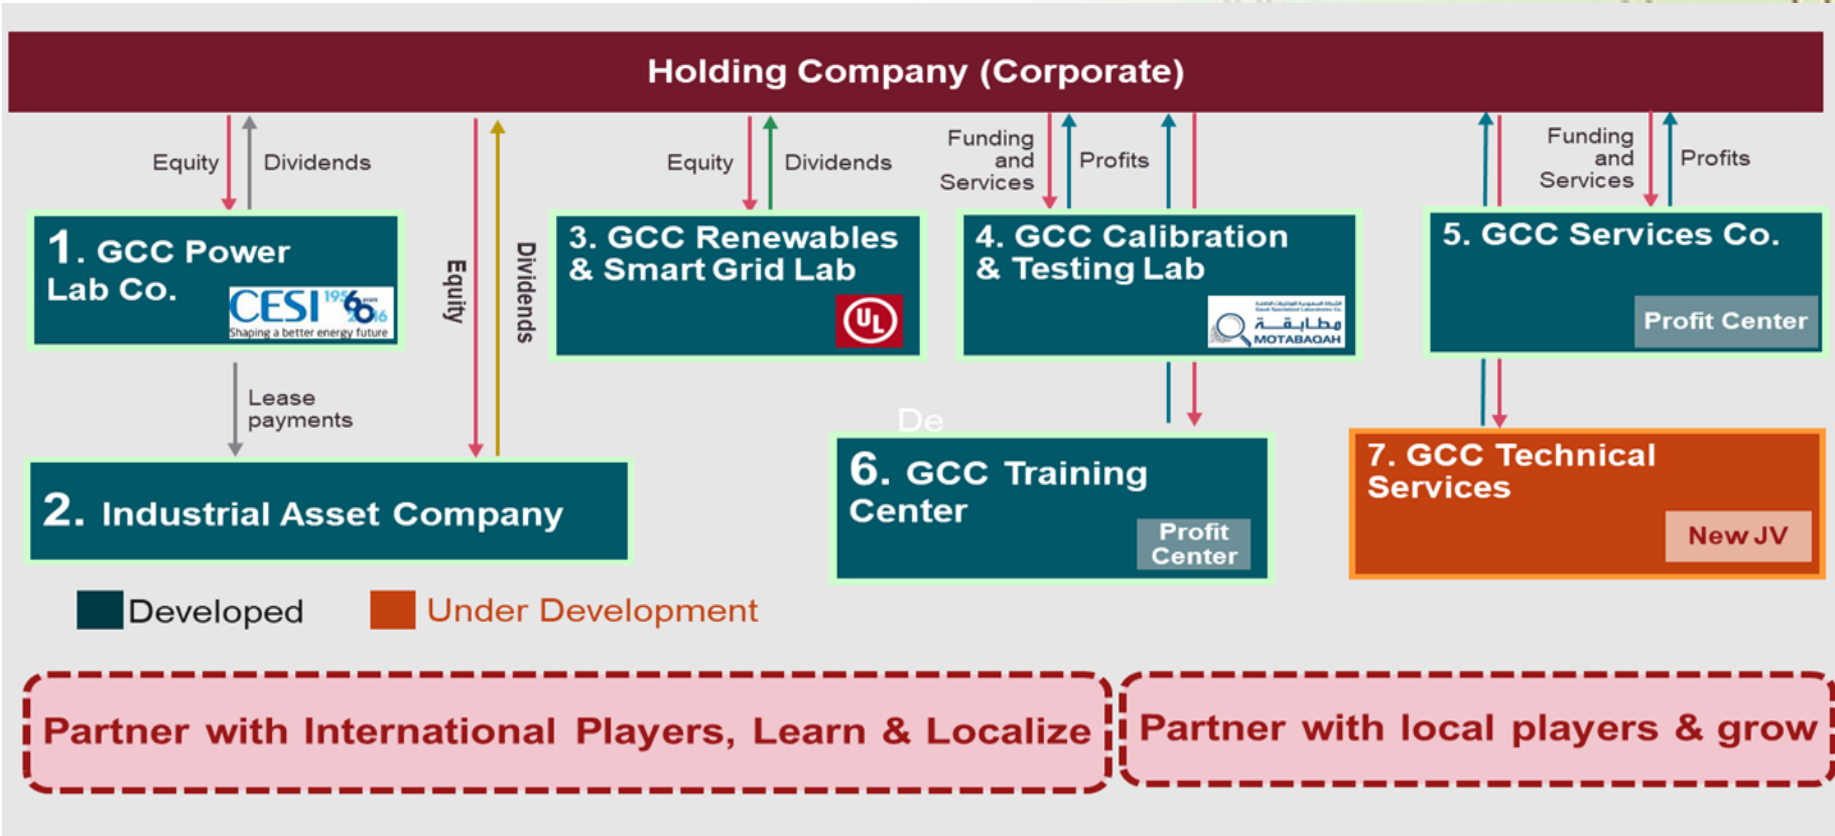 Holding Company (Corporate)
Equity
Dividends
Equity
Dividends
Equity
Dividends
Funding
and
Services
Profits
Funding
and
Services
Profits
1. GCC Power
Lab Co.
CESI
Shaping a better energy future
3. GCC Renewables
& Smart Grid Lab
UL
4. GCC Calibration
& Testing Lab
مطابقة
MOTABAQAH
5. GCC Services Co.
Profit Center
Lease
payments
De
2. Industrial Asset Company
6. GCC Training
Center
Profit
Center
7. GCC Technical
Services
New JV
Developed
Under Development
Partner with International Players, Learn & Localize
Partner with local players & grow